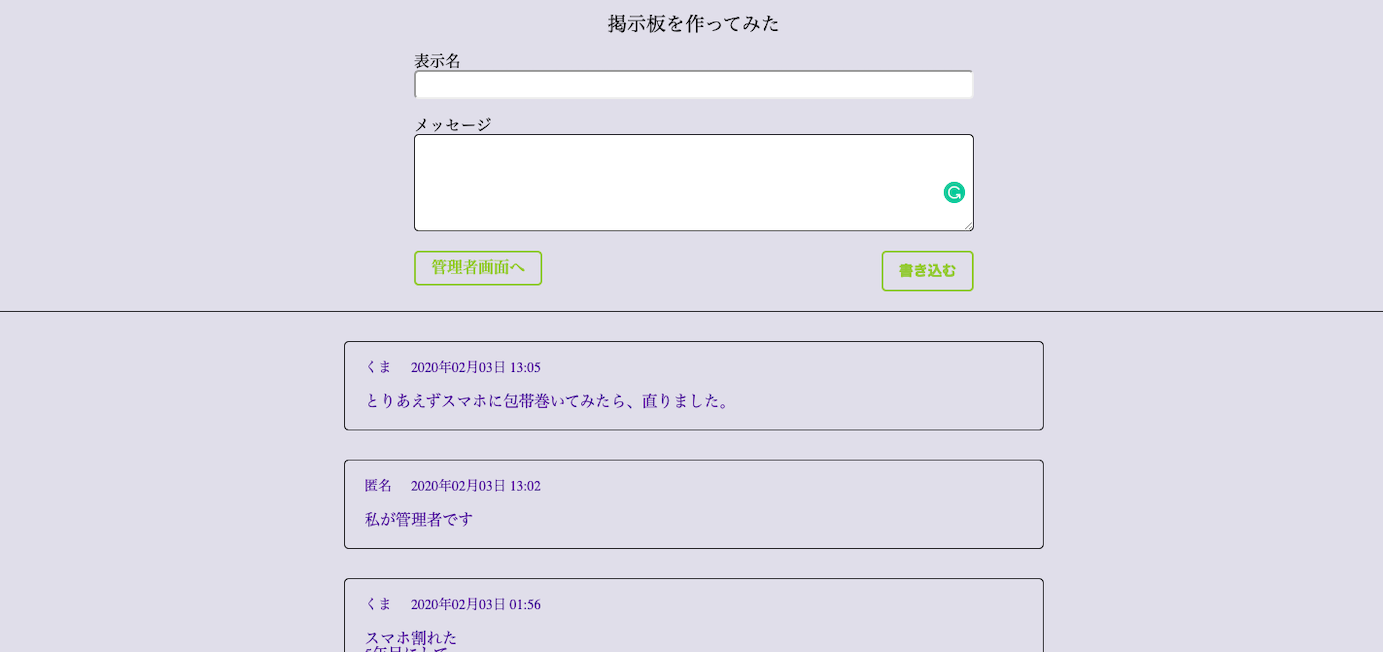 掲示板を作ってみた
表示名
メッセージ
管理者画面へ
書き込む
くま 2020年02月03日 13:05
とりあえずスマホに包帯巻いてみたら、直りました。
匿名 2020年02月03日 13:02
私が管理者です
くま 2020年02月03日 01:56
スマホ割れた